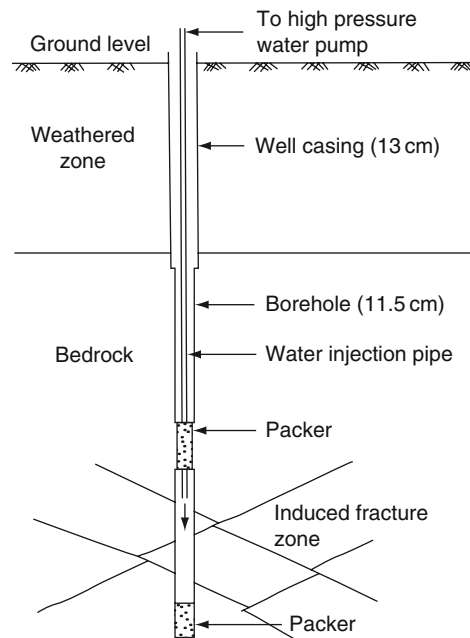 To high pressure
water pump
Ground level
Weathered
zone
Well casing (13 cm)
Borehole (11.5 cm)
Bedrock
Water injection pipe
Packer
Induced fracture
zone
Packer